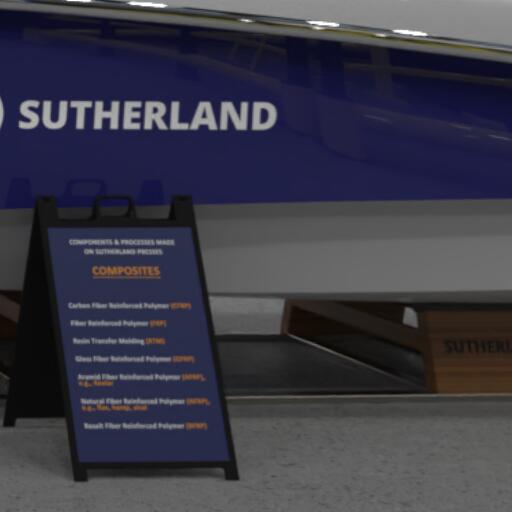 SUTHERLAND
COMPONENTS & PROCESSES MADE
ON SUTHERLAND PRESSES
COMPOSITES
Carbon Fiber Reinforced Polymer (CFRP)
Fiber Reinforced Polymer (FRP)
Resin Transfer Molding (RTM)
Glass Fiber Reinforced Polymer (GFRP)
Aramid Fiber Reinforced Polymer (AFRP),
e.g., Kevlar
Natural Fiber Reinforced Polymer (NFRP),
e.g., flax, hemp, sisal
Basalt Fiber Reinforced Polymer (BFRP)
SUTHERL